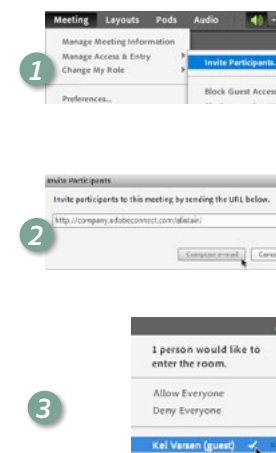 Meeting Layouts Pods Audio
1
Manage Meeting Information
Manage Access & Entry
Change My Role
Invite Participants...
Block Guest Access
Preferences...
Invite Participants
Invite participants to this meeting by sending the URL below.
2
http://company.adobeconnect.com/alistair/
Compose e-mail Cance
1 person would like to
enter the room.
Allow Everyone
3
Deny Everyone
Kel Varsen (guest)